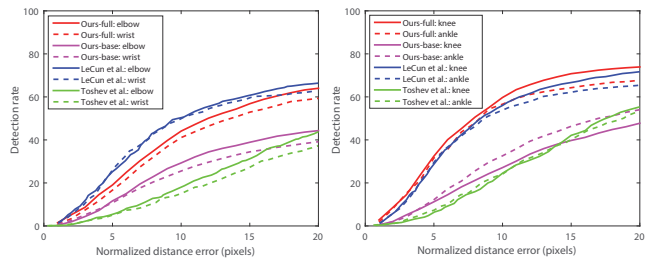 100
80
60
40
20
0
Detection rate
Ours-full: elbow
Ours-full: wrist
Ours-base: elbow
Ours-base: wrist
LeCun et al.: elbow
LeCun et al.: wrist
Toshev et al.: elbow
Toshev et al.: wrist
0 5 10 15 20
Normalized distance error (pixels)
100
80
60
40
20
0
Detection rate
Ours-full: knee
Ours-full: ankle
Ours-base: knee
Ours-base: ankle
LeCun et al.: knee
LeCun et al.: ankle
Toshev et al.: knee
Toshev et al.: ankle
0 5 10 15 20
Normalized distance error (pixels)